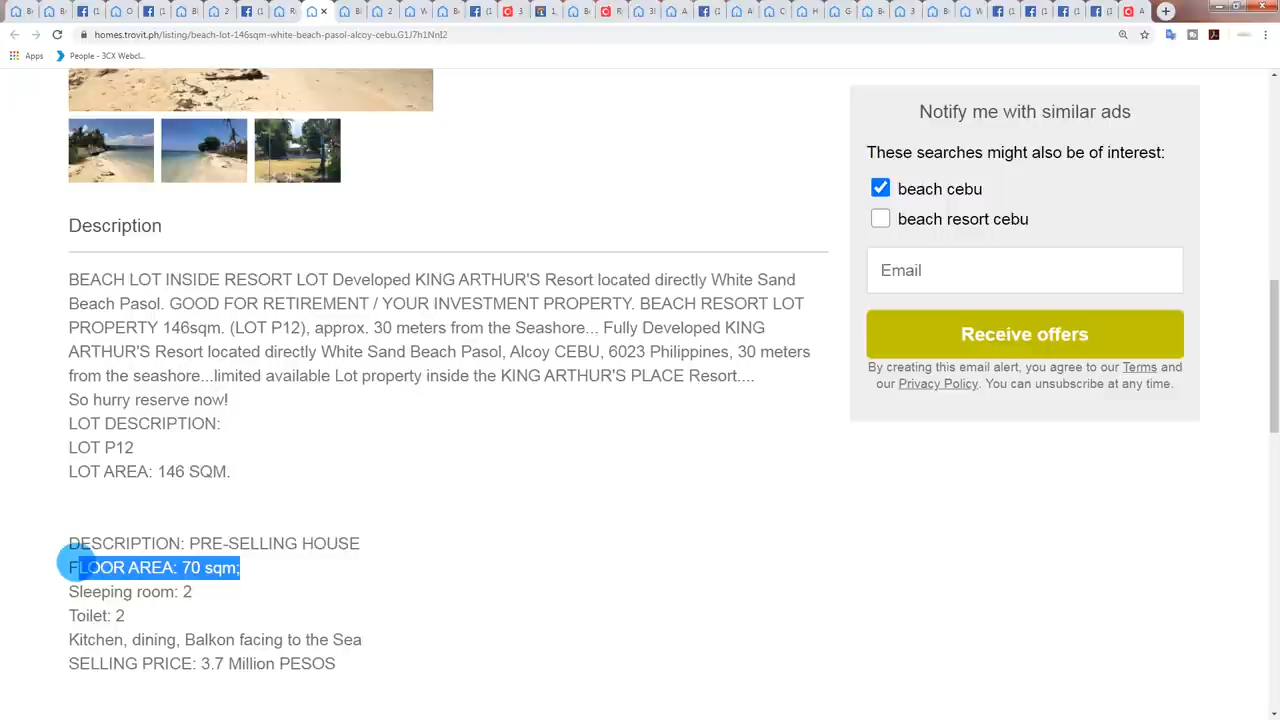 homes.trovit.ph/listing/beach-lot-146sqm-white-beach-pasol-alcoy-cebu.G1J7h1NnI2
Apps
People - 3CX Webcl...
Notify me with similar ads
These searches might also be of interest:
beach cebu
beach resort cebu
Email
Receive offers
By creating this email alert, you agree to our Terms and
our Privacy Policy. You can unsubscribe at any time.
Description
BEACH LOT INSIDE RESORT LOT Developed KING ARTHUR'S Resort located directly White Sand
Beach Pasol. GOOD FOR RETIREMENT / YOUR INVESTMENT PROPERTY. BEACH RESORT LOT
PROPERTY 146sqm. (LOT P12), approx. 30 meters from the Seashore... Fully Developed KING
ARTHUR'S Resort located directly White Sand Beach Pasol, Alcoy CEBU, 6023 Philippines, 30 meters
from the seashore...limited available Lot property inside the KING ARTHUR'S PLACE Resort....
So hurry reserve now!
LOT DESCRIPTION:
LOT P12
LOT AREA: 146 SQM.
DESCRIPTION: PRE-SELLING HOUSE
FLOOR AREA: 70 sqm;
Sleeping room: 2
Toilet: 2
Kitchen, dining, Balkon facing to the Sea
SELLING PRICE: 3.7 Million PESOS